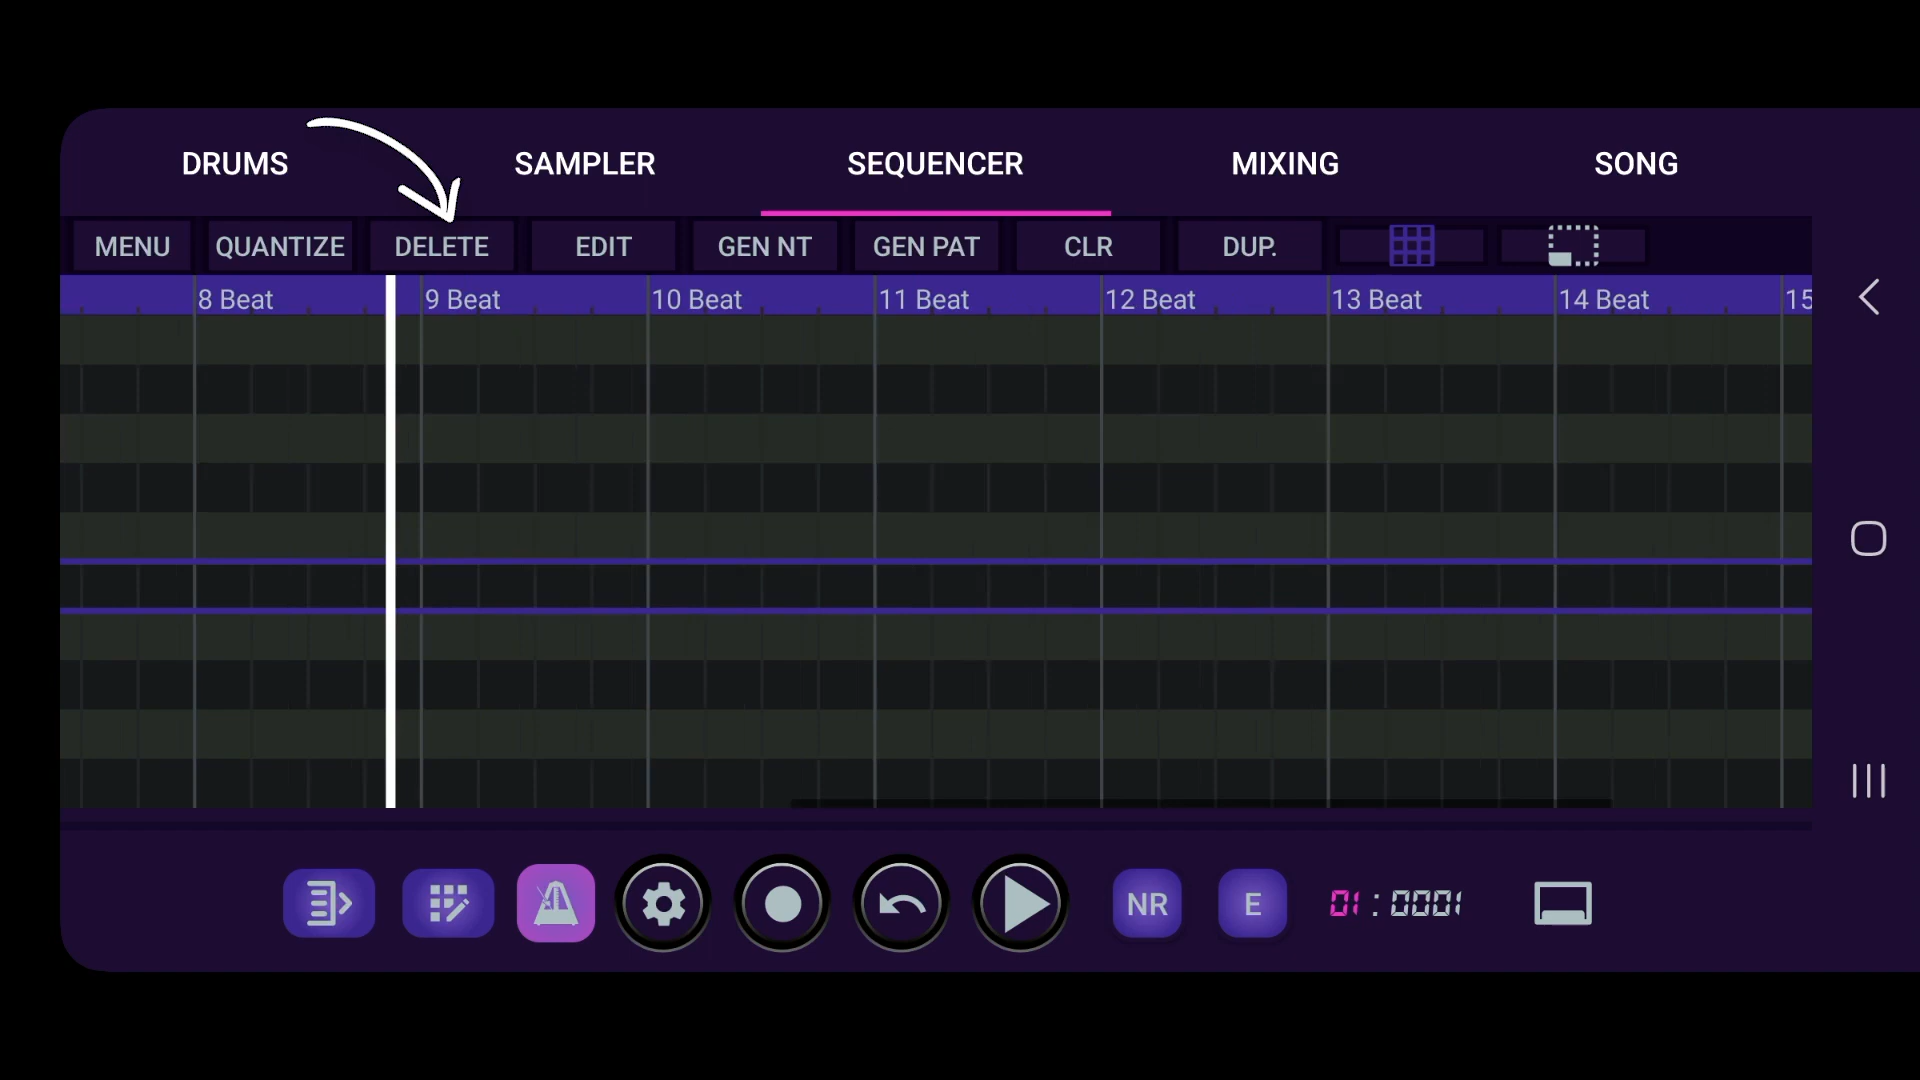 DRUMS SAMPLER SEQUENCER MIXING SONG
MENU QUANTIZE DELETE EDIT GEN NT GEN PAT CLR DUP.
8 Beat 9 Beat 10 Beat 11 Beat 12 Beat 13 Beat 14 Beat 15
NR E 01:0001